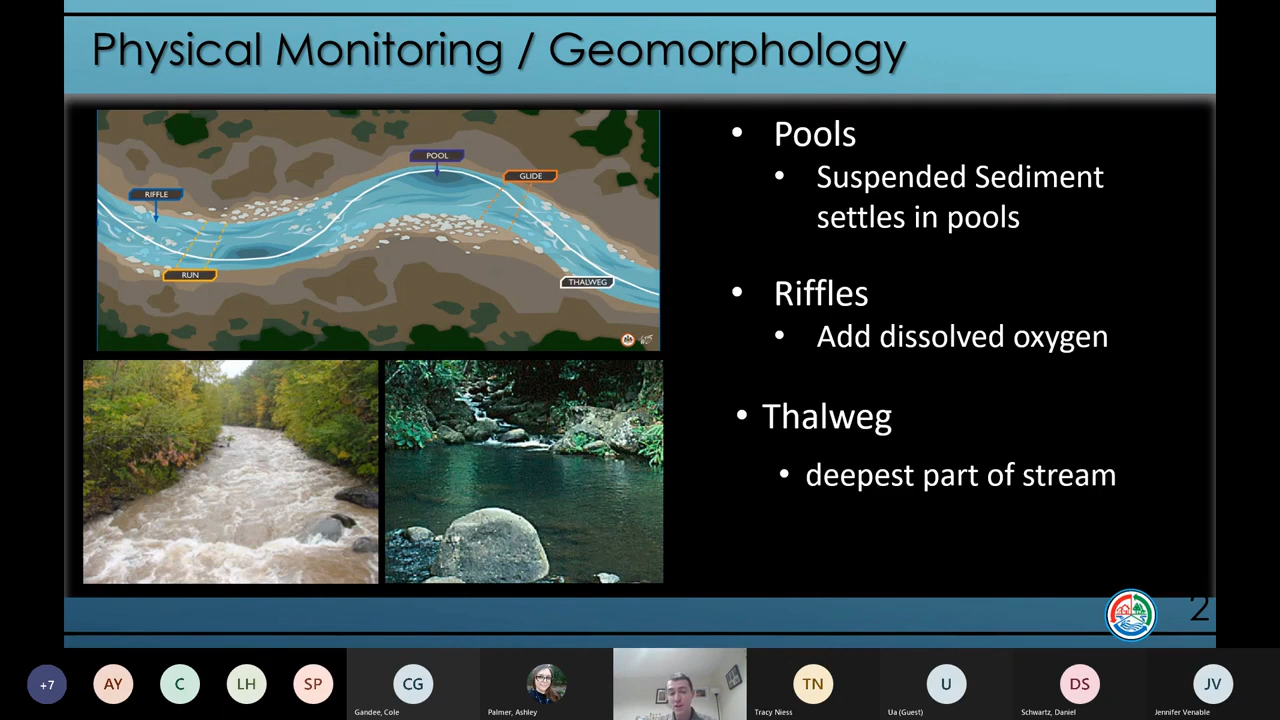 Physical Monitoring / Geomorphology
POOL
GLIDE
RIFFLE
RUN
THALWEG
• Pools
• Suspended Sediment
settles in pools
• Riffles
• Add dissolved oxygen
• Thalweg
• deepest part of stream
2
+7
AY
C
LH
SP
CG
TN
U
DS
JV
Gandee, Cole
Palmer, Ashley
Tracy Niess
Ua (Guest)
Schwartz, Daniel
Jennifer Venable